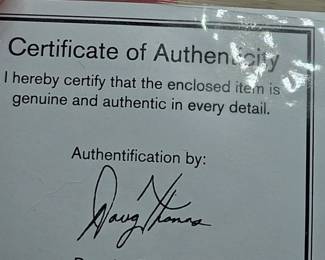 Certificate of Authenticity
I hereby certify that the enclosed item is
genuine and authentic in every detail.
Authentification by:
Doug Thomas